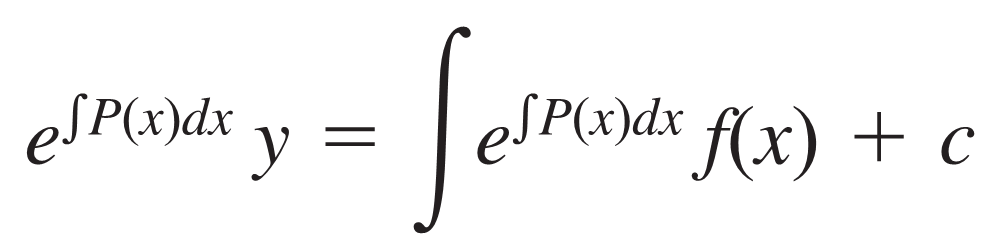 e^{∫P(x)dx} y = ∫ e^{∫P(x)dx} f(x) + c